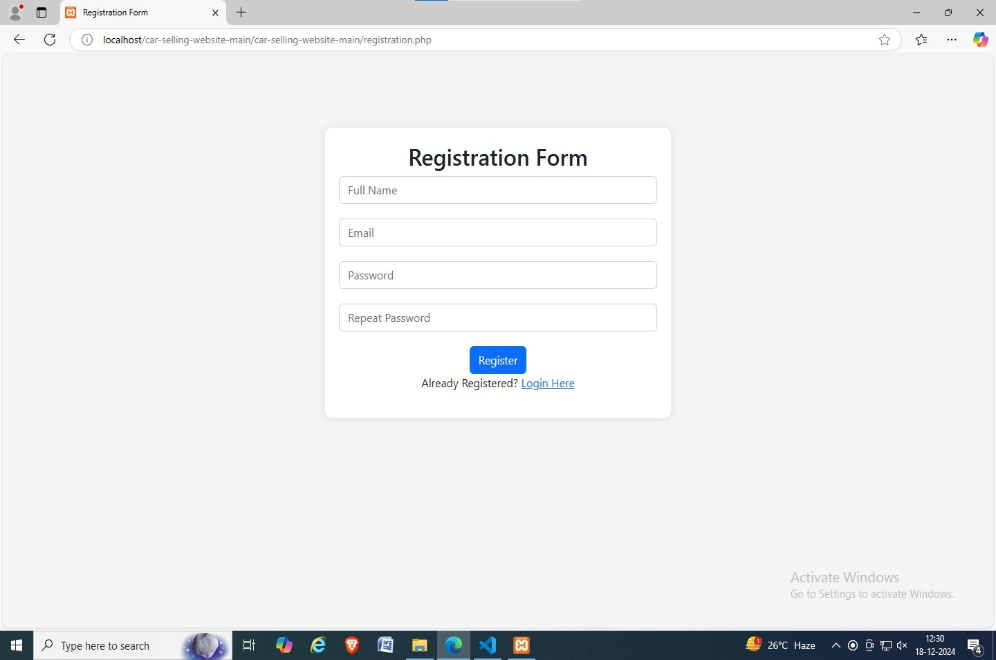 Registration Form
localhost/car-selling-website-main/car-selling-website-main/registration.php
Registration Form
Full Name
Email
Password
Repeat Password
Register
Already Registered? Login Here
Activate Windows
Go to Settings to activate Windows.
Type here to search
26°C Haze
12:30
18-12-2024
4